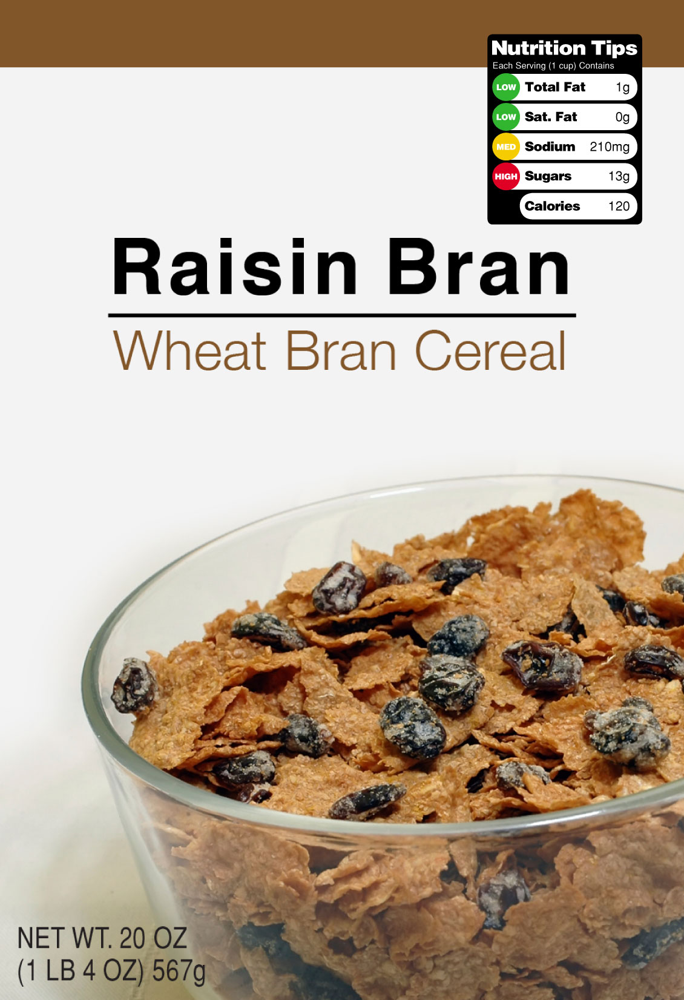 Nutrition Tips
Each Serving (1 cup) Contains
LOW Total Fat 1g
LOW Sat. Fat 0g
MED Sodium 210mg
HIGH Sugars 13g
Calories 120
Raisin Bran
Wheat Bran Cereal
NET WT. 20 OZ
(1 LB 4 OZ) 567g